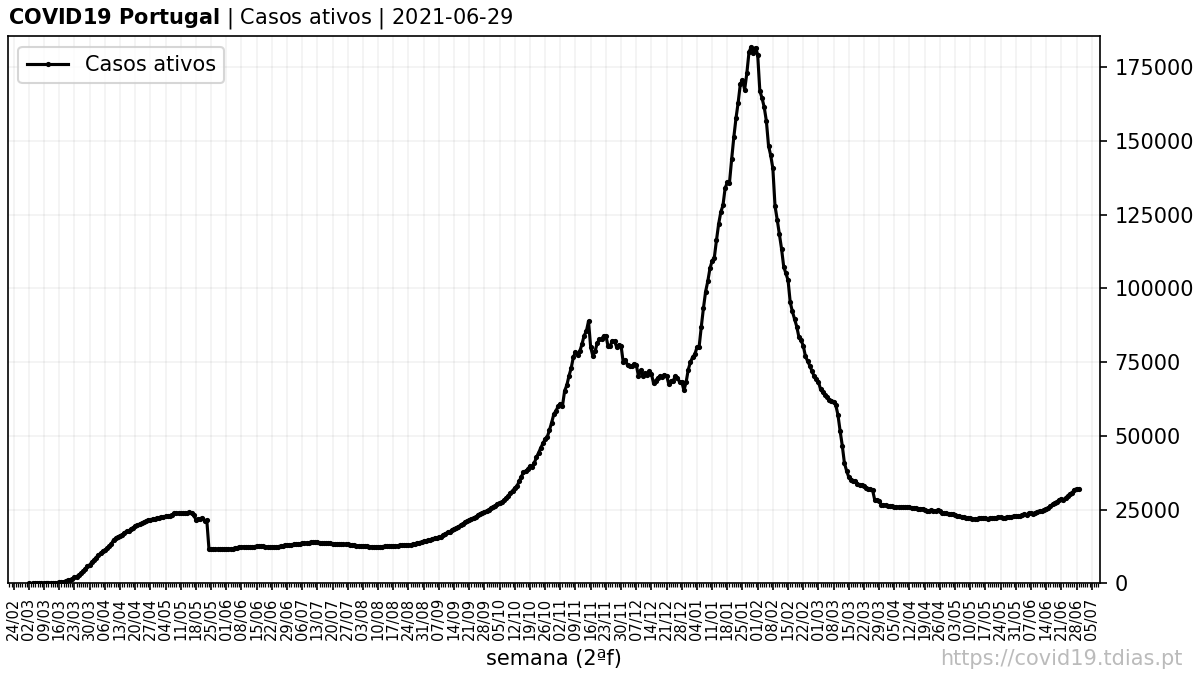 COVID19 Portugal | Casos ativos | 2021-06-29
Casos ativos
175000
150000
125000
100000
75000
50000
25000
0
24/02 02/03 09/03 16/03 23/03 30/03 06/04 13/04 20/04 27/04 04/05 11/05 18/05 25/05 01/06 08/06 15/06 22/06 29/06 06/07 13/07 20/07 27/07 03/08 10/08 17/08 24/08 31/08 07/09 14/09 21/09 28/09 05/10 12/10 19/10 26/10 02/11 09/11 16/11 23/11 30/11 07/12 14/12 21/12 28/12 04/01 11/01 18/01 25/01 01/02 08/02 15/02 22/02 01/03 08/03 15/03 22/03 29/03 05/04 12/04 19/04 26/04 03/05 10/05 17/05 24/05 31/05 07/06 14/06 21/06 28/06 05/07
semana (2ªf)
https://covid19.tdias.pt